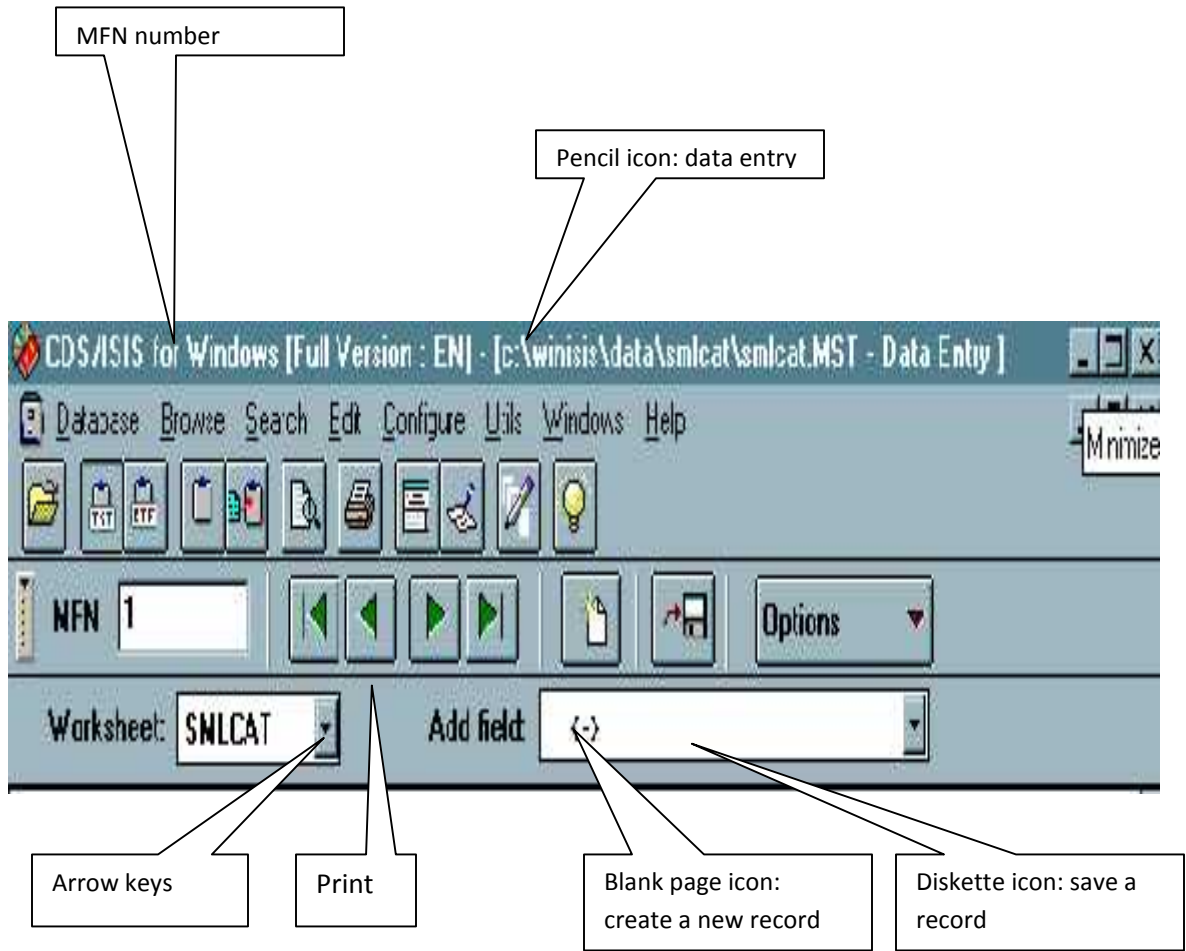 MFN number
Pencil icon: data entry
CDS/ISIS for Windows [Full Version : EN] - [c:\winisis\data\smlcat\smlcat.MST - Data Entry ]
Database Browse Search Edit Configure Utils Windows Help
Minimize
TXT RTF
MFN 1 Options
Worksheet: SMLCAT Add field: {-}
Arrow keys
Print
Blank page icon:
create a new record
Diskette icon: save a
record